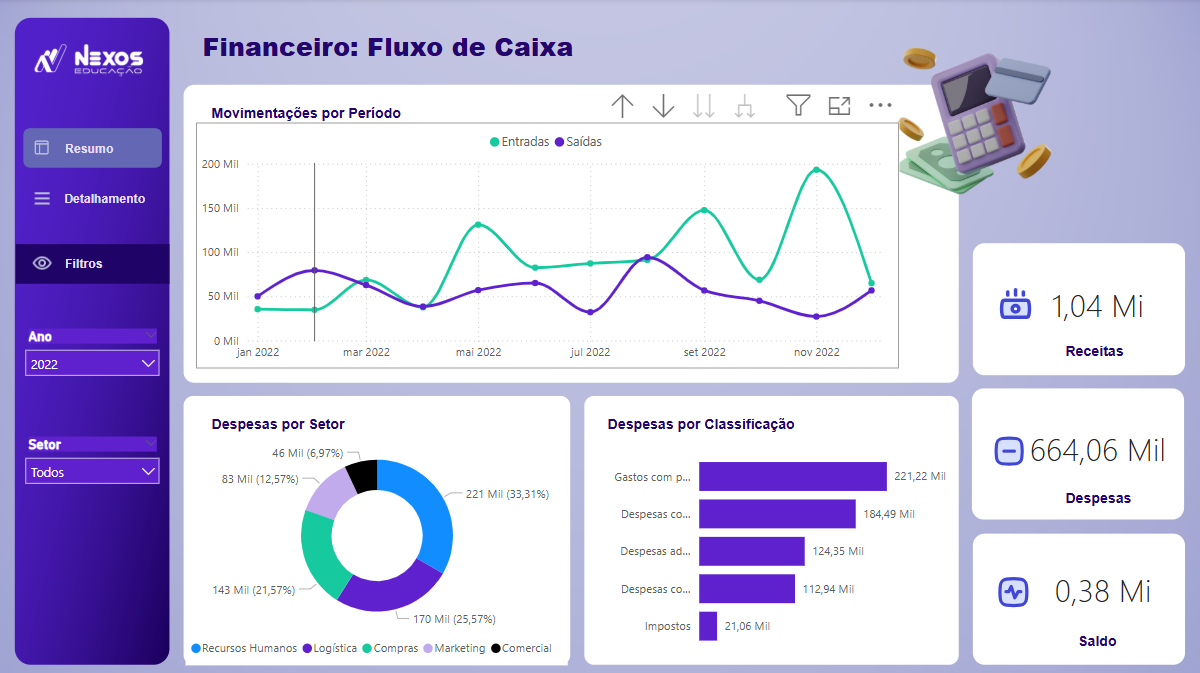 NEXOS
EDUCAÇÃO
Resumo
Detalhamento
Filtros
Ano
2022
Setor
Todos
Financeiro: Fluxo de Caixa
Movimentações por Período
Entradas Saídas
200 Mil
150 Mil
100 Mil
50 Mil
0 Mil
jan 2022 mar 2022 mai 2022 jul 2022 set 2022 nov 2022
Despesas por Setor
46 Mil (6,97%)
83 Mil (12,57%)
221 Mil (33,31%)
143 Mil (21,57%)
170 Mil (25,57%)
Recursos Humanos Logística Compras Marketing Comercial
Despesas por Classificação
Gastos com p... 221,22 Mil
Despesas co... 184,49 Mil
Despesas ad... 124,35 Mil
Despesas co... 112,94 Mil
Impostos 21,06 Mil
1,04 Mi
Receitas
664,06 Mil
Despesas
0,38 Mi
Saldo